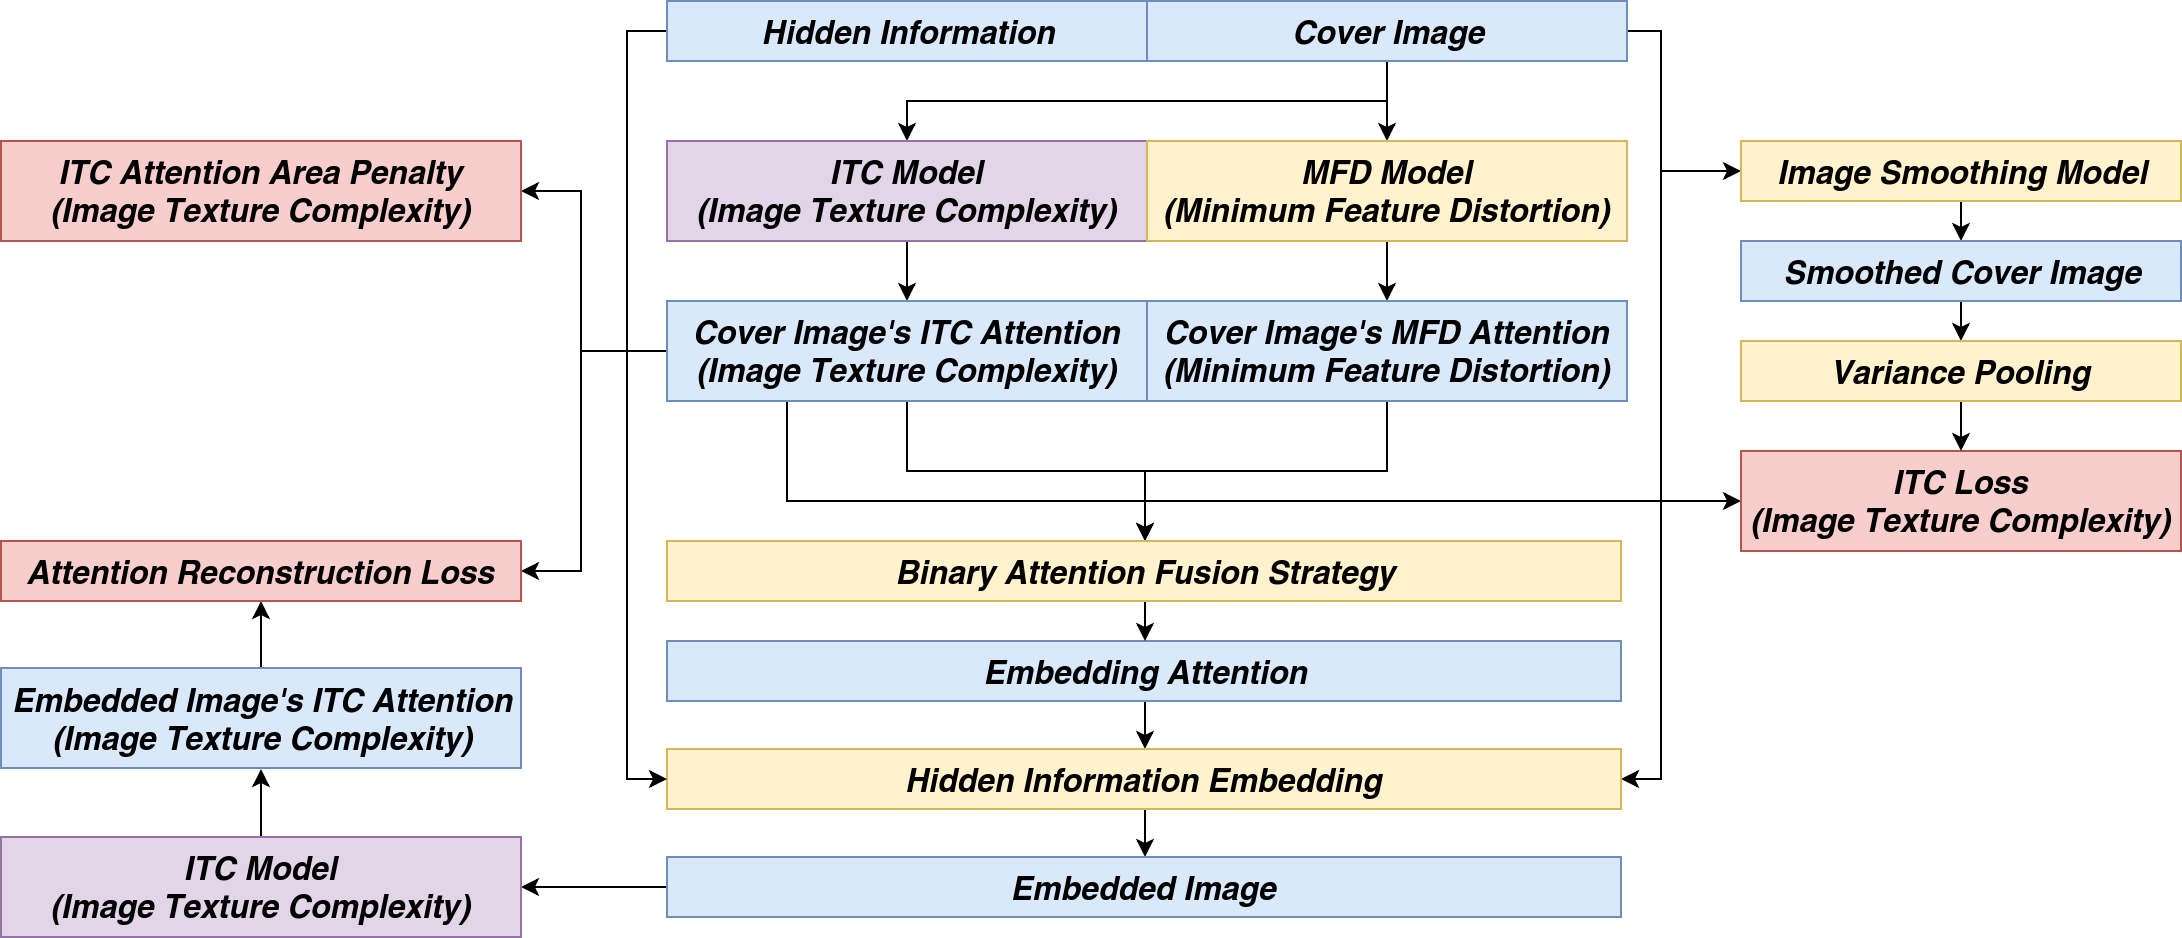 Hidden Information
Cover Image
ITC Attention Area Penalty
(Image Texture Complexity)
ITC Model
(Image Texture Complexity)
MFD Model
(Minimum Feature Distortion)
Image Smoothing Model
Smoothed Cover Image
Cover Image's ITC Attention
(Image Texture Complexity)
Cover Image's MFD Attention
(Minimum Feature Distortion)
Variance Pooling
ITC Loss
(Image Texture Complexity)
Attention Reconstruction Loss
Binary Attention Fusion Strategy
Embedding Attention
Embedded Image's ITC Attention
(Image Texture Complexity)
Hidden Information Embedding
ITC Model
(Image Texture Complexity)
Embedded Image